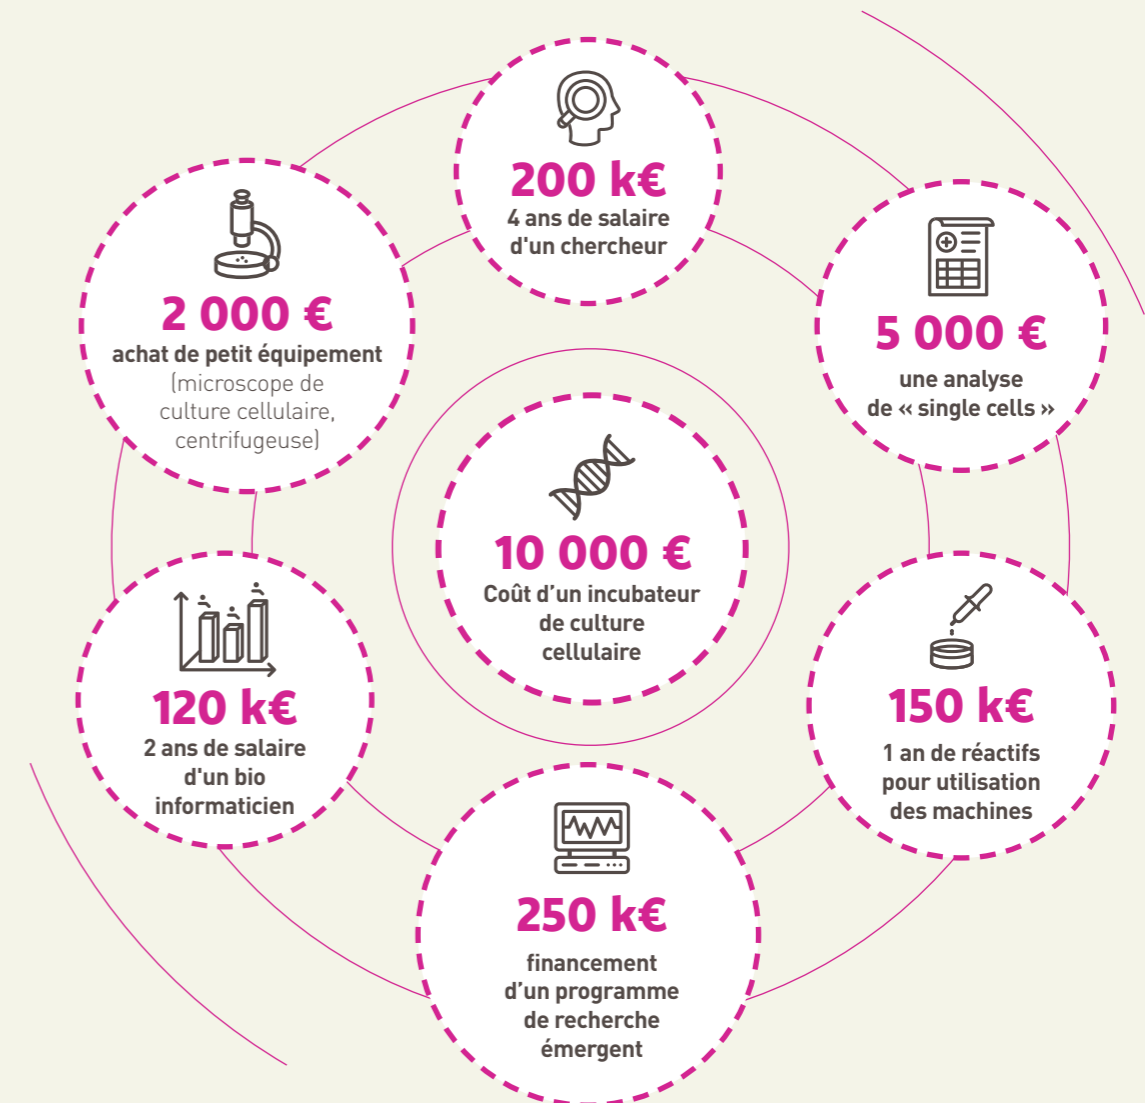 200 k€
4 ans de salaire
d'un chercheur
2 000 €
achat de petit équipement
(microscope de
culture cellulaire,
centrifugeuse)
5 000 €
une analyse
de « single cells »
10 000 €
Coût d’un incubateur
de culture
cellulaire
120 k€
2 ans de salaire
d'un bio
informaticien
150 k€
1 an de réactifs
pour utilisation
des machines
250 k€
financement
d’un programme
de recherche
émergent